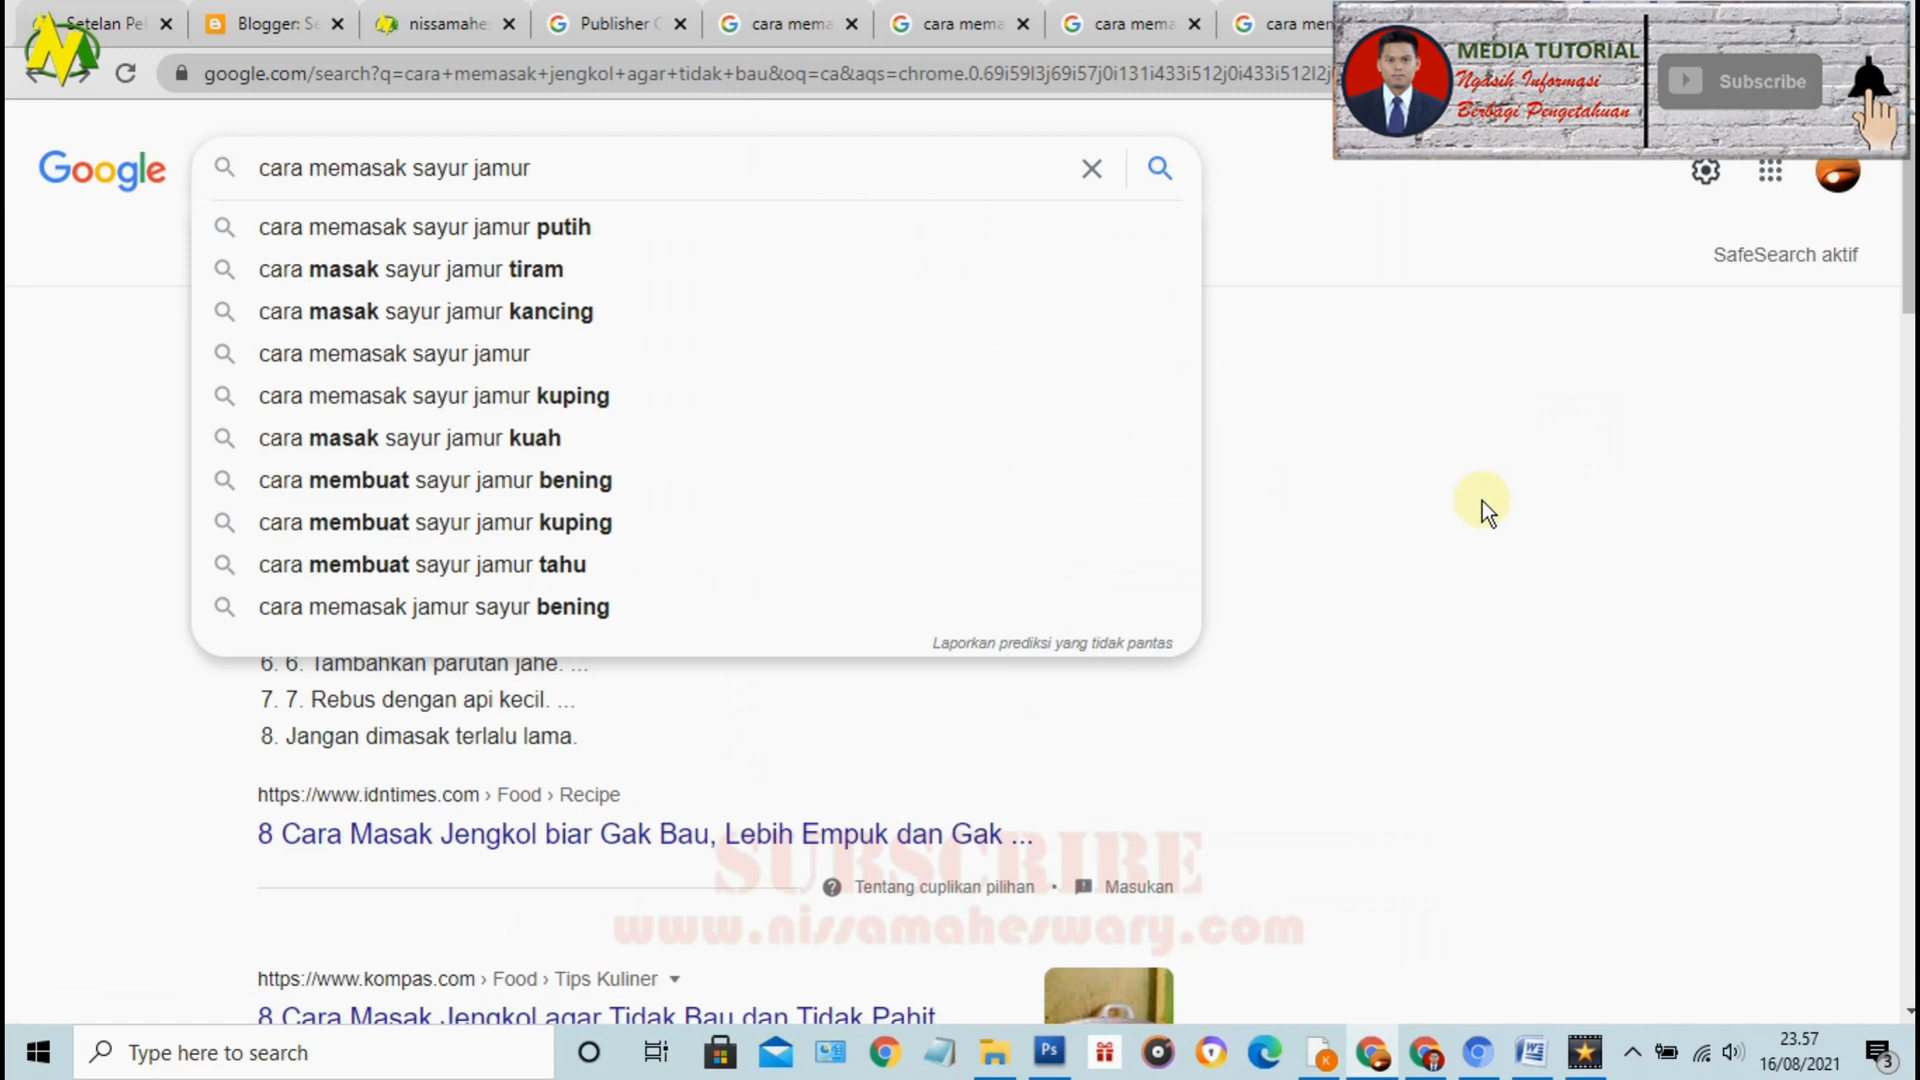 Setelan Pel
Blogger: Se
nissamahe
Publisher C
cara mema
cara mema
cara mema
cara mem
google.com/search?q=cara+memasak+jengkol+agar+tidak+bau&oq=ca&aqs=chrome.0.69i59l3j69i57j0i131i433i512j0i433i512l2j
MEDIA TUTORIAL
Ngasih Informasi
Berbagi Pengetahuan
Subscribe
Google
cara memasak sayur jamur
SafeSearch aktif
cara memasak sayur jamur putih
cara masak sayur jamur tiram
cara masak sayur jamur kancing
cara memasak sayur jamur
cara memasak sayur jamur kuping
cara masak sayur jamur kuah
cara membuat sayur jamur bening
cara membuat sayur jamur kuping
cara membuat sayur jamur tahu
cara memasak jamur sayur bening
Laporkan prediksi yang tidak pantas
6. 6. Tambahkan parutan jahe. ...
7. 7. Rebus dengan api kecil. ...
8. Jangan dimasak terlalu lama.
https://www.idntimes.com › Food › Recipe
8 Cara Masak Jengkol biar Gak Bau, Lebih Empuk dan Gak ...
SUBSCRIBE
Tentang cuplikan pilihan • Masukan
www.nissamaheswary.com
https://www.kompas.com › Food › Tips Kuliner
8 Cara Masak Jengkol agar Tidak Bau dan Tidak Pahit
Type here to search
Ps
K
W
23.57
16/08/2021
3